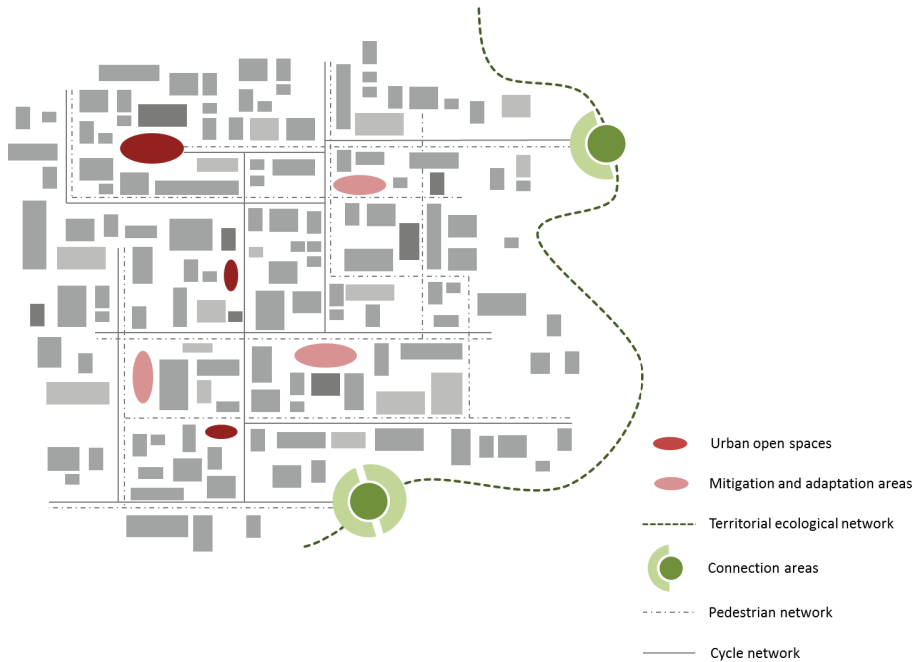 Urban open spaces
Mitigation and adaptation areas
Territorial ecological network
Connection areas
Pedestrian network
Cycle network